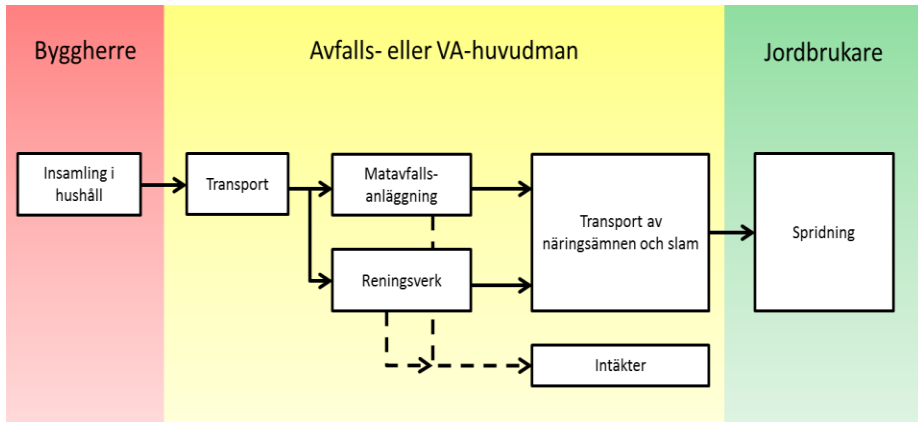 Byggherre
Avfalls- eller VA-huvudman
Jordbrukare
Insamling i
hushåll
Transport
Matavfalls-
anläggning
Reningsverk
Transport av
näringsämnen och slam
Intäkter
Spridning